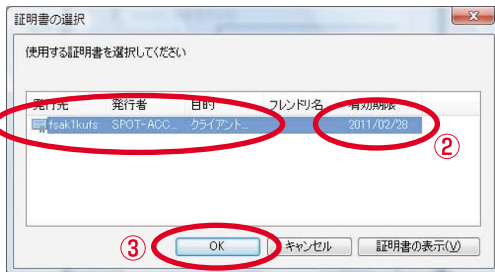 証明書の選択
使用する証明書を選択してください
発行先 発行者 目的 フレンドリ名 有効期限
fsak1kufs SPOT-ACC... クライアント... 2011/02/28
②
③ OK キャンセル 証明書の表示(V)